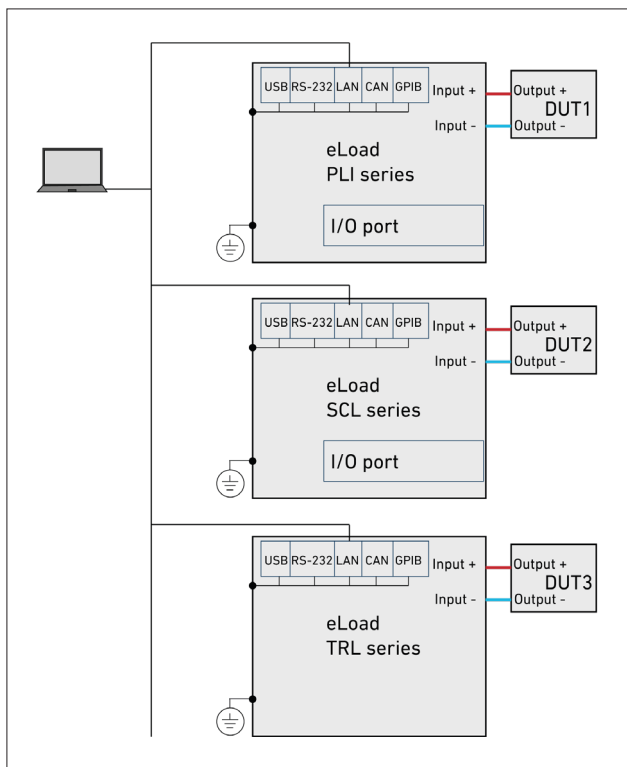 USB RS-232 LAN CAN GPIB
Input + Output +
DUT1
Input - Output -
eLoad
PLI series
I/O port
USB RS-232 LAN CAN GPIB
Input + Output +
DUT2
Input - Output -
eLoad
SCL series
I/O port
USB RS-232 LAN CAN GPIB
Input + Output +
DUT3
Input - Output -
eLoad
TRL series